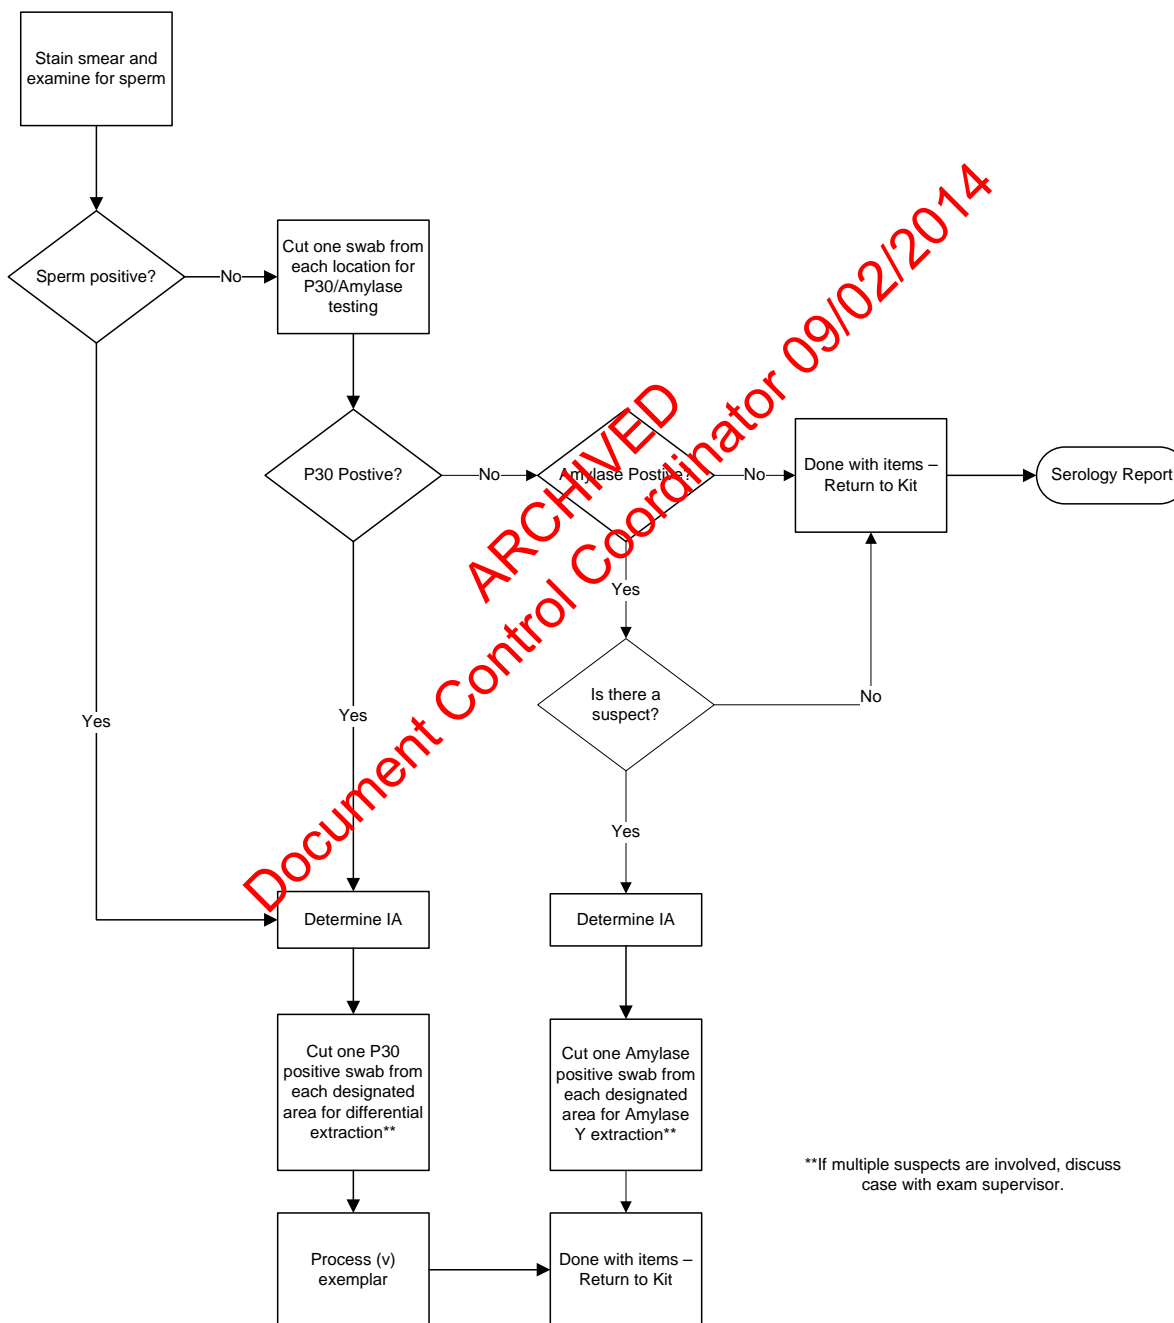 Stain smear and
examine for sperm
Sperm positive?
No
Cut one swab from
each location for
P30/Amylase
testing
P30 Postive?
No
Amylase Postive?
No
Done with items –
Return to Kit
Serology Report
Yes
Is there a
suspect?
No
Yes
Yes
Yes
Determine IA
Determine IA
Cut one P30
positive swab from
each designated
area for differential
extraction**
Cut one Amylase
positive swab from
each designated
area for Amylase
Y extraction**
**If multiple suspects are involved, discuss
case with exam supervisor.
Process (v)
exemplar
Done with items –
Return to Kit
ARCHIVED
Document Control Coordinator 09/02/2014